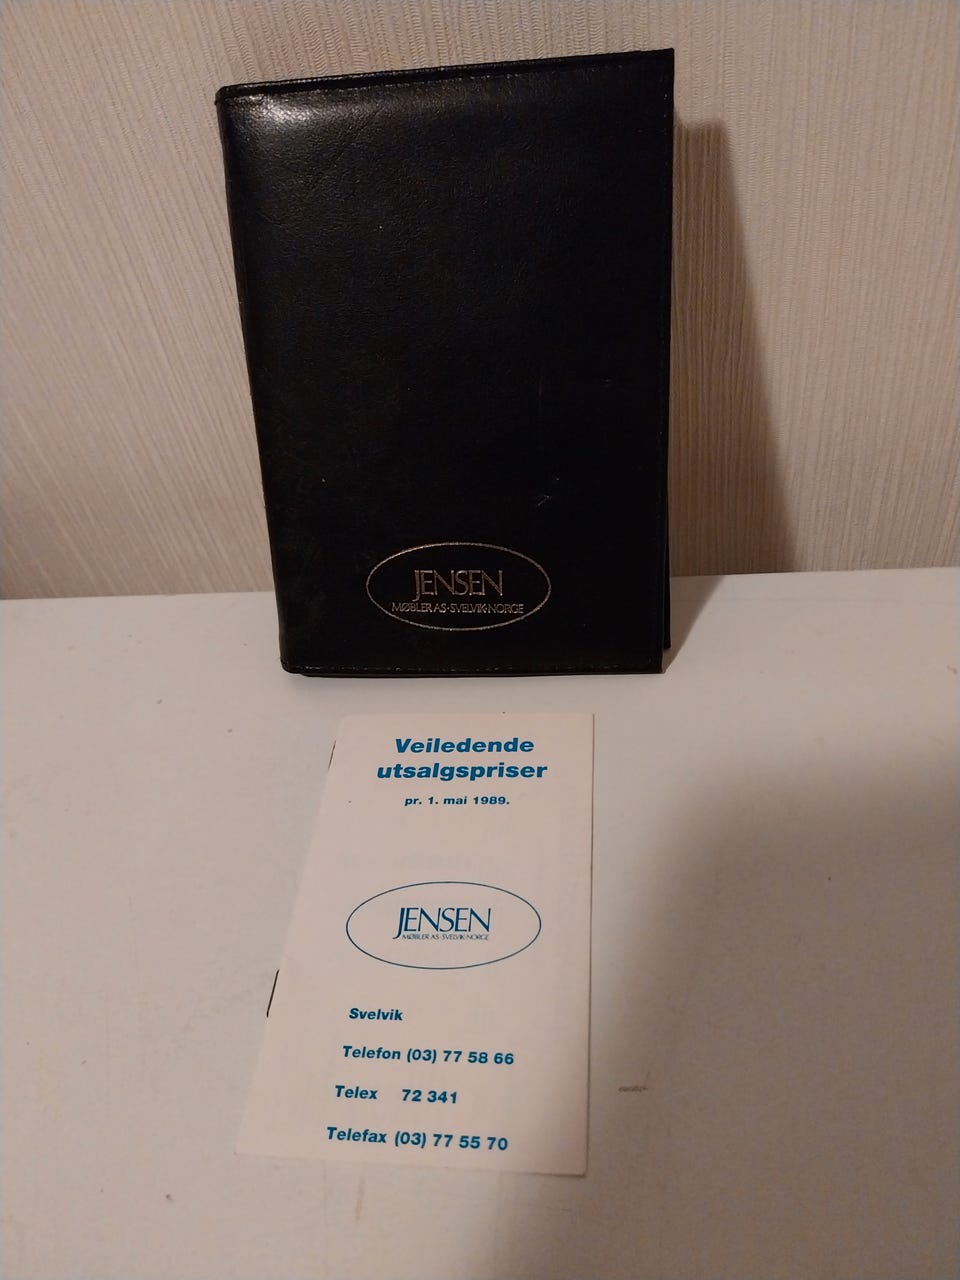 JENSEN
MØBLER AS·SVELVIK·NORGE
Veiledende
utsalgspriser
pr. 1. mai 1989.
JENSEN
MØBLER AS·SVELVIK·NORGE
Svelvik
Telefon (03) 77 58 66
Telex 72 341
Telefax (03) 77 55 70